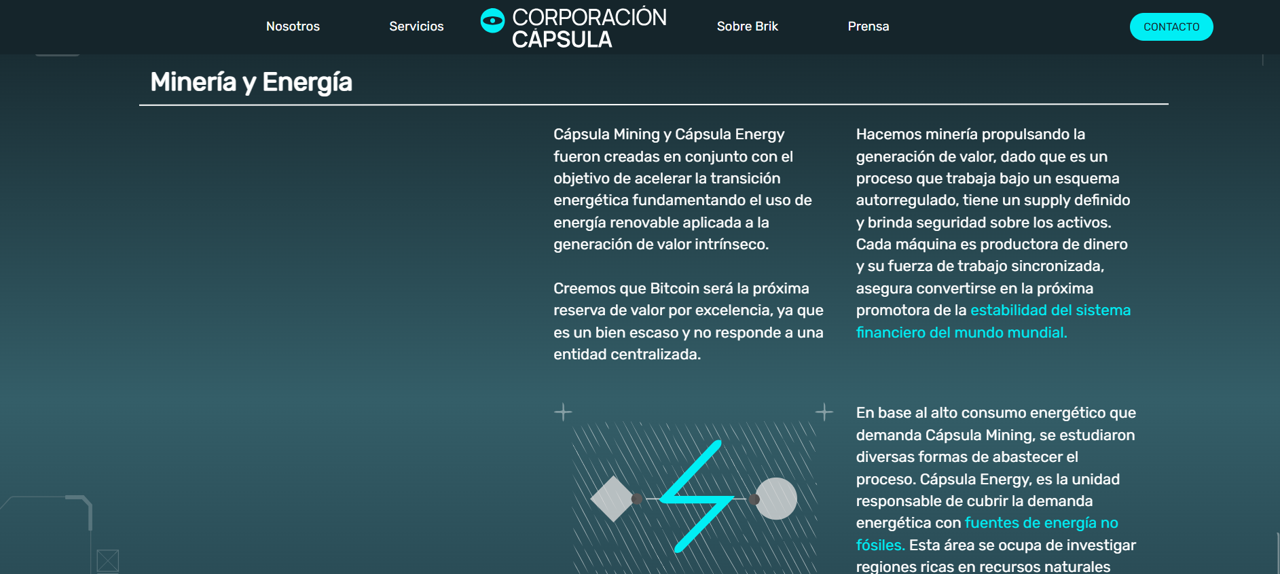 Nosotros
Servicios
CORPORACIÓN
CÁPSULA
Sobre Brik
Prensa
CONTACTO
Minería y Energía
Cápsula Mining y Cápsula Energy
fueron creadas en conjunto con el
objetivo de acelerar la transición
energética fundamentando el uso de
energía renovable aplicada a la
generación de valor intrínseco.
Creemos que Bitcoin será la próxima
reserva de valor por excelencia, ya que
es un bien escaso y no responde a una
entidad centralizada.
Hacemos minería propulsando la
generación de valor, dado que es un
proceso que trabaja bajo un esquema
autorregulado, tiene un supply definido
y brinda seguridad sobre los activos.
Cada máquina es productora de dinero
y su fuerza de trabajo sincronizada,
asegura convertirse en la próxima
promotora de la estabilidad del sistema
financiero del mundo mundial.
En base al alto consumo energético que
demanda Cápsula Mining, se estudiaron
diversas formas de abastecer el
proceso. Cápsula Energy, es la unidad
responsable de cubrir la demanda
energética con fuentes de energía no
fósiles. Esta área se ocupa de investigar
regiones ricas en recursos naturales